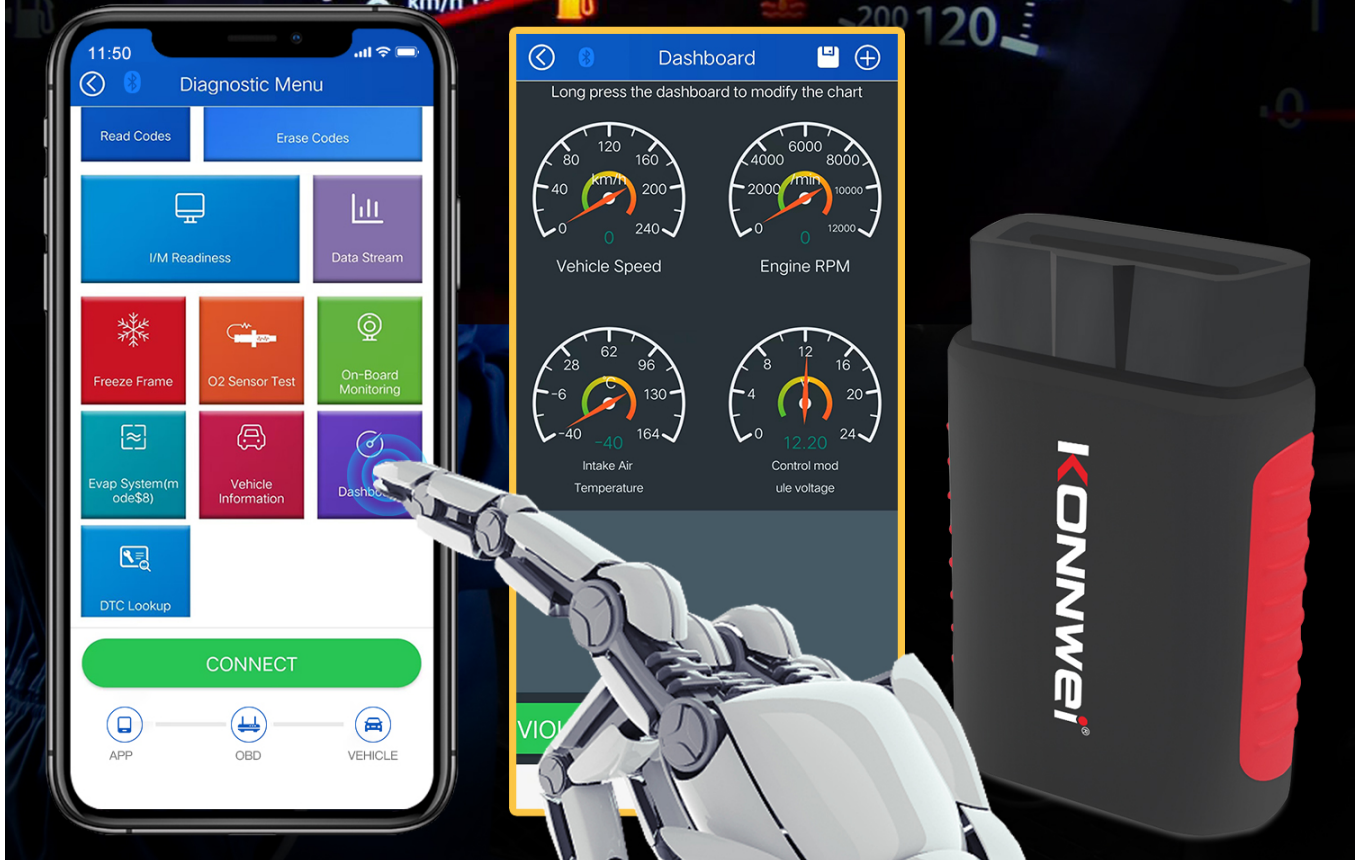 km/h
200
120
0
11:50
Diagnostic Menu
Read Codes
Erase Codes
I/M Readiness
Data Stream
Freeze Frame
O2 Sensor Test
On-Board
Monitoring
Evap System(m
ode$8)
Vehicle
Information
DTC Lookup
CONNECT
APP
OBD
VEHICLE
Dashboard
Long press the dashboard to modify the chart
0
40
80
120
160
200
240
km/h
0
Vehicle Speed
0
2000
4000
6000
8000
10000
12000
/min
0
Engine RPM
-40
-6
28
62
96
130
164
°C
-40
Intake Air
Temperature
0
4
8
12
16
20
24
V
12.20
Control mod
ule voltage
KONNWEI®